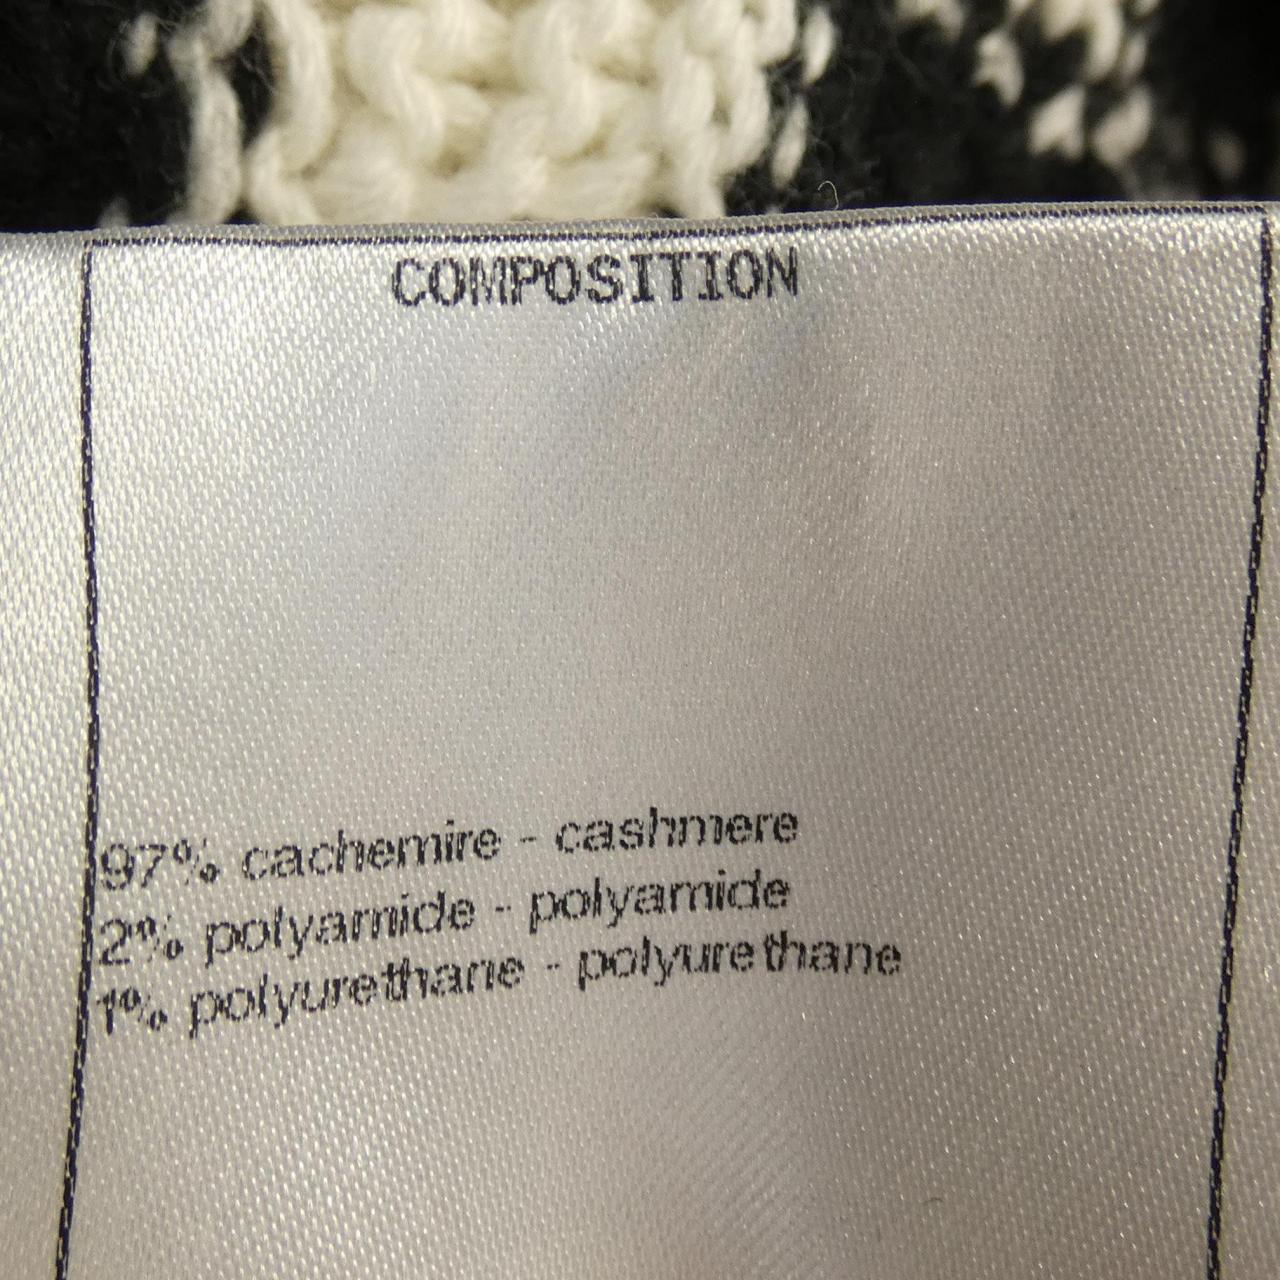 COMPOSITION
97% cachemire - cashmere
2% polyamide - polyamide
1% polyurethane - polyurethane